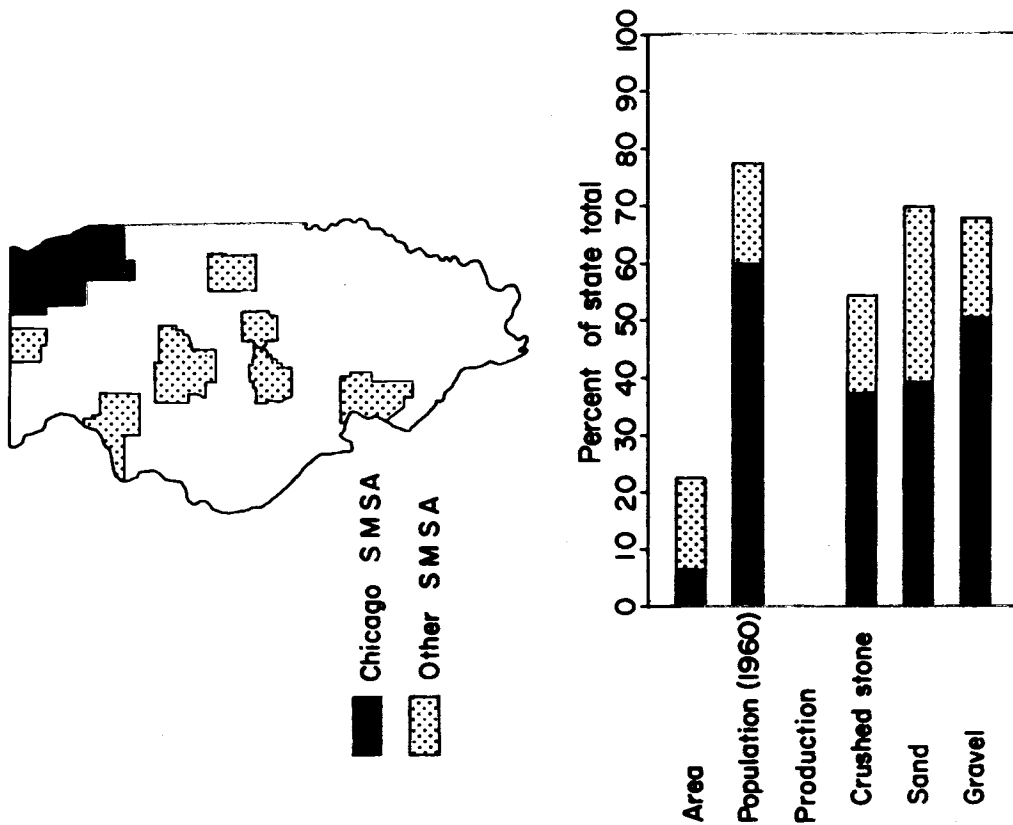 Chicago SMSA
Other SMSA
Percent of state total
0 10 20 30 40 50 60 70 80 90 100
Area
Population (1960)
Production
Crushed stone
Sand
Gravel